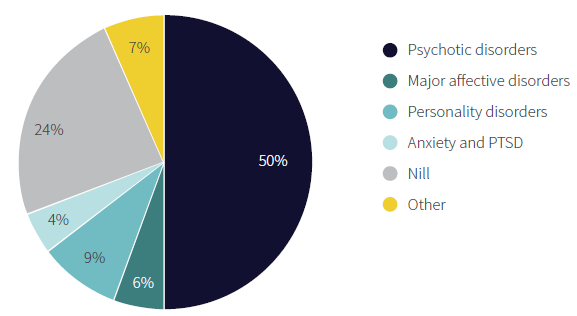 7%
24%
50%
4%
9%
6%
Psychotic disorders
Major affective disorders
Personality disorders
Anxiety and PTSD
Nill
Other